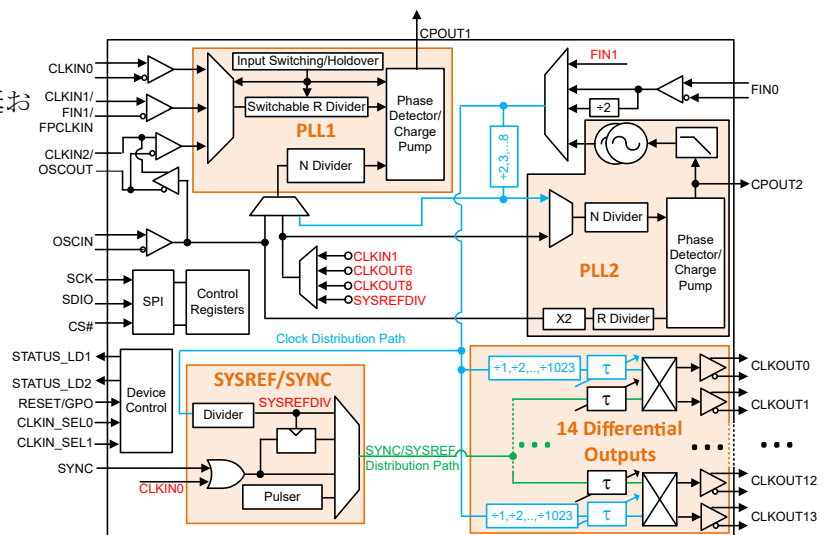 CPOUT1
CLKIN0
お
CLKIN1/
FIN1/
FPCLKIN
CLKIN2/
OSCOUT
OSCIN
Input Switching/Holdover
Switchable R Divider
PLL1
N Divider
Phase
Detector/
Charge
Pump
FIN1
FIN0
÷2
÷2,3,...8
CPOUT2
N Divider
PLL2
Phase
Detector/
Charge
Pump
X2
R Divider
CLKIN1
CLKOUT6
CLKOUT8
SYSREFDIV
SCK
SDIO
CS#
SPI
Control
Registers
Clock Distribution Path
STATUS_LD1
STATUS_LD2
RESET/GPO
CLKIN_SEL0
CLKIN_SEL1
Device
Control
SYNC
CLKIN0
SYSREF/SYNC
Divider
SYSREFDIV
Pulser
SYNC/SYSREF
Distribution Path
÷1,÷2,..,÷1023
τ
τ
14 Differential
Outputs
τ
÷1,÷2,..,÷1023
τ
CLKOUT0
CLKOUT1
CLKOUT12
CLKOUT13